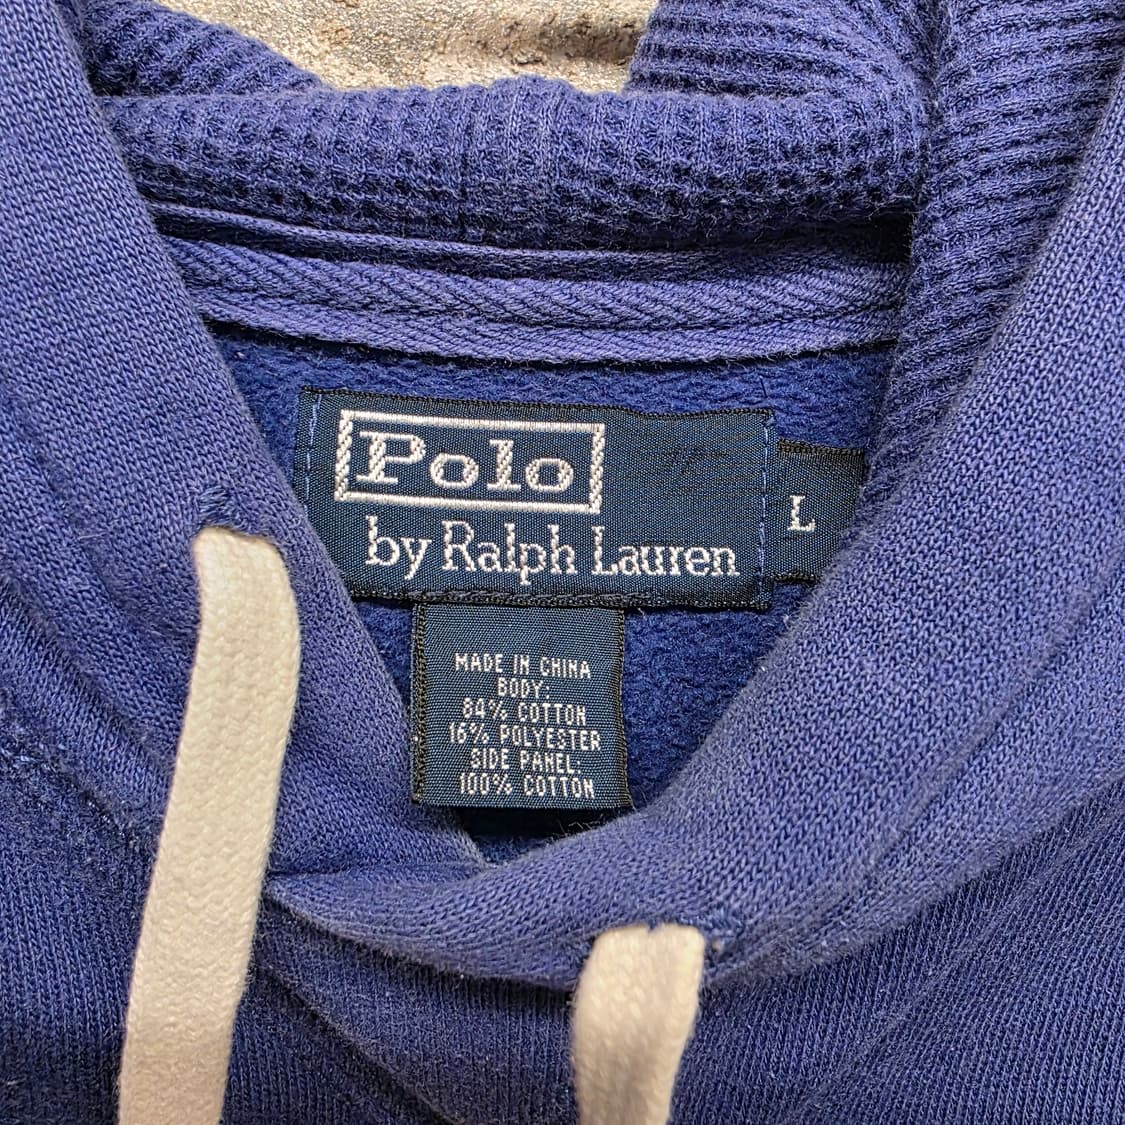 Polo
by Ralph Lauren
L
MADE IN CHINA
BODY:
84% COTTON
16% POLYESTER
SIDE PANEL:
100% COTTON